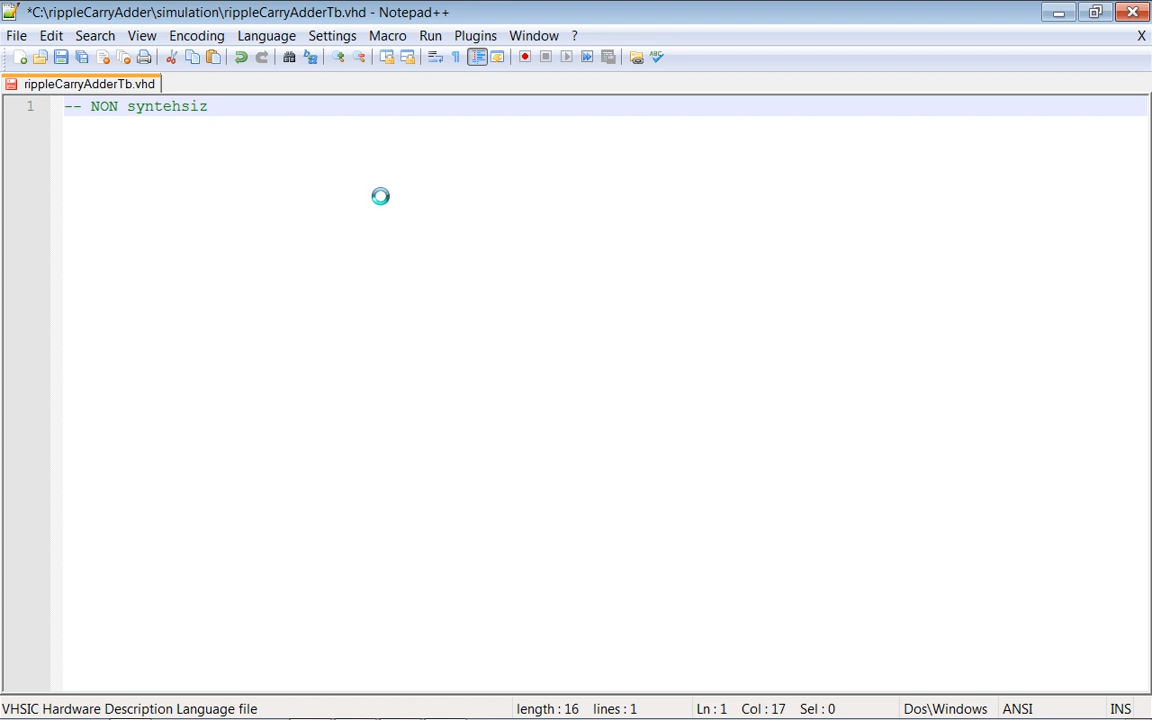 *C:\rippleCarryAdder\simulation\rippleCarryAdderTb.vhd - Notepad++
File Edit Search View Encoding Language Settings Macro Run Plugins Window ? X
rippleCarryAdderTb.vhd
1 -- NON syntehsiz
VHSIC Hardware Description Language file length : 16 lines : 1 Ln : 1 Col : 17 Sel : 0 Dos\Windows ANSI INS